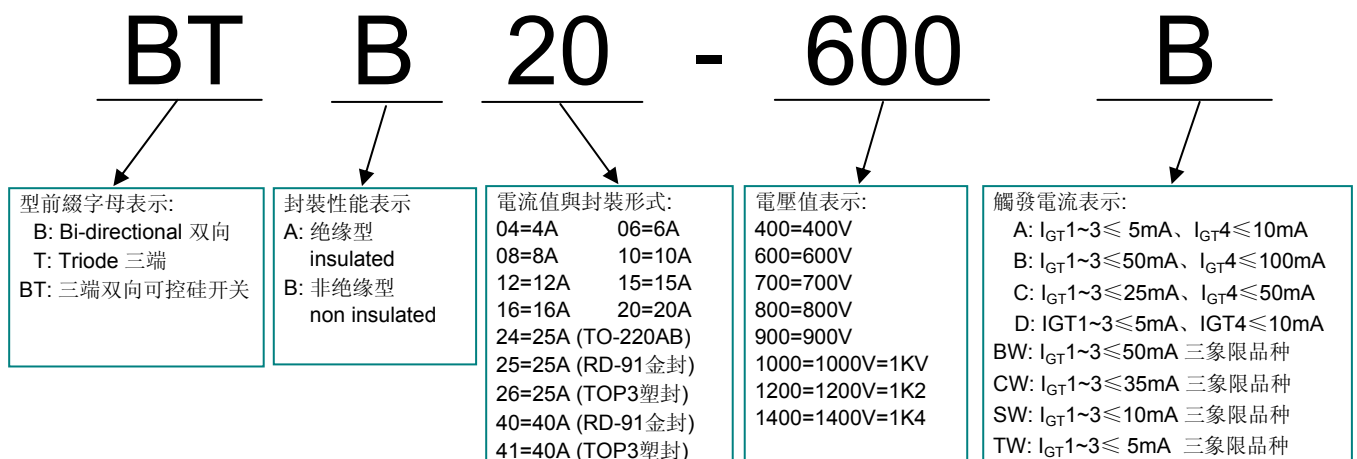 BT B 20 - 600 B
型前綴字母表示:
B: Bi-directional 双向
T: Triode 三端
BT: 三端双向可控硅开关
封裝性能表示
A: 绝缘型
insulated
B: 非绝缘型
non insulated
電流值與封裝形式:
04=4A 06=6A
08=8A 10=10A
12=12A 15=15A
16=16A 20=20A
24=25A (TO-220AB)
25=25A (RD-91金封)
26=25A (TOP3塑封)
40=40A (RD-91金封)
41=40A (TOP3塑封)
電壓值表示:
400=400V
600=600V
700=700V
800=800V
900=900V
1000=1000V=1KV
1200=1200V=1K2
1400=1400V=1K4
觸發電流表示:
A: IGT1~3≤ 5mA、IGT4≤10mA
B: IGT1~3≤50mA、IGT4≤100mA
C: IGT1~3≤25mA、IGT4≤50mA
D: IGT1~3≤5mA、IGT4≤10mA
BW: IGT1~3≤50mA 三象限品种
CW: IGT1~3≤35mA 三象限品种
SW: IGT1~3≤10mA 三象限品种
TW: IGT1~3≤ 5mA 三象限品种